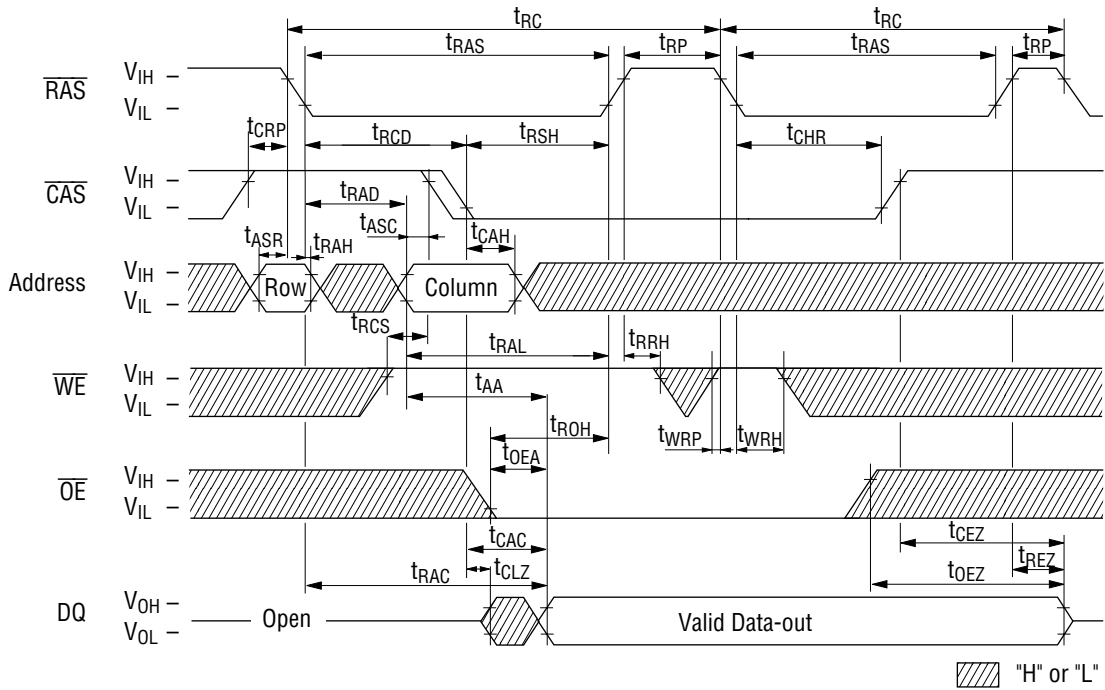 tRC tRC
tRAS tRP tRAS tRP
RAS VIH –
VIL –
tCRP tRCD tRSH tCHR
CAS VIH –
VIL –
tRAD
tASC
tASR tRAH tCAH
Address VIH –
VIL –
Row Column
tRCS
tRAL tRRH
WE VIH –
VIL –
tAA
tROH tWRP tWRH
tOEA
OE VIH –
VIL –
tCAC tCEZ
tRAC tCLZ tREZ
tOEZ
DQ VOH –
VOL –
Open Valid Data-out
"H" or "L"